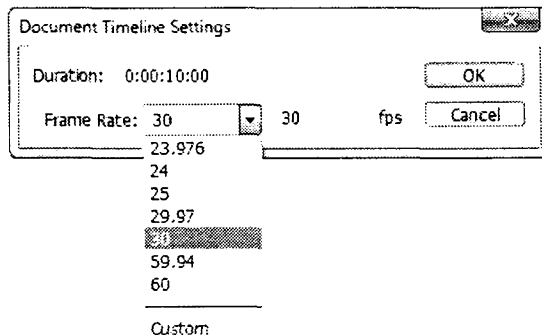 Document Timeline Settings
Duration: 0:00:10:00
OK
Frame Rate: 30 30 fps Cancel
23.976
24
25
29.97
30
59.94
60
Custom